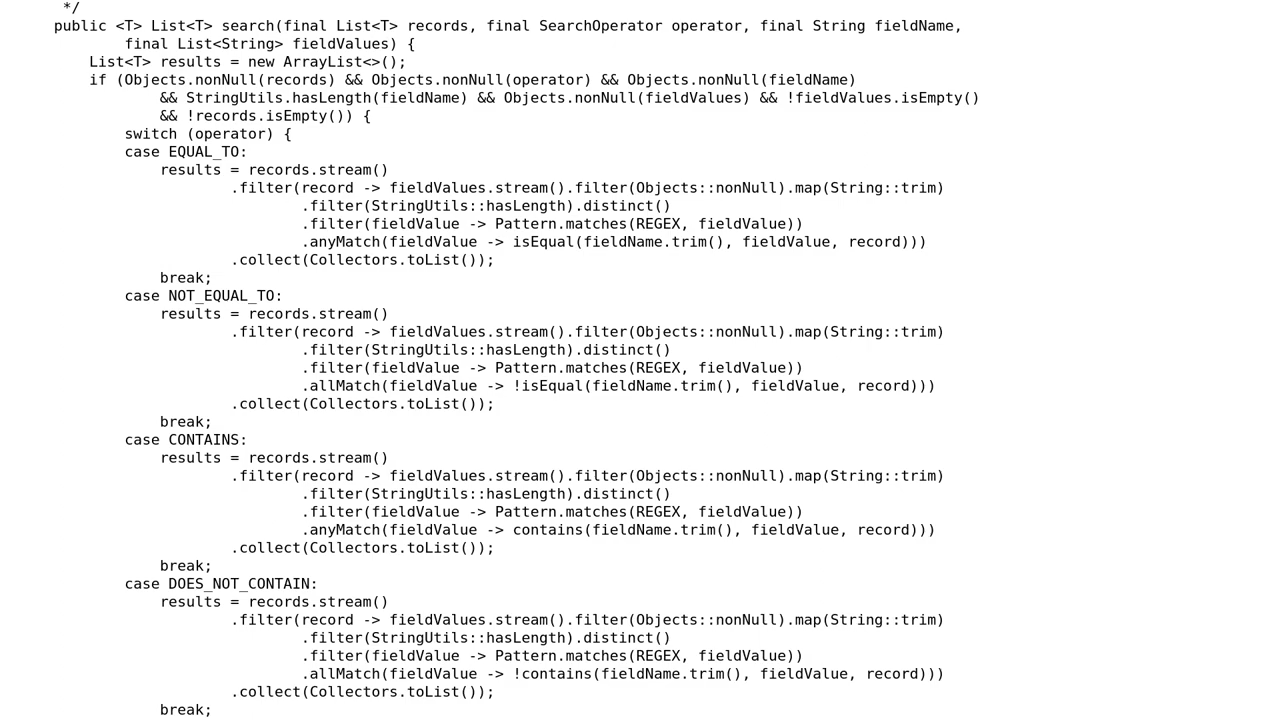 */
public <T> List<T> search(final List<T> records, final SearchOperator operator, final String fieldName,
final List<String> fieldValues) {
List<T> results = new ArrayList<>();
if (Objects.nonNull(records) && Objects.nonNull(operator) && Objects.nonNull(fieldName)
&& StringUtils.hasLength(fieldName) && Objects.nonNull(fieldValues) && !fieldValues.isEmpty()
&& !records.isEmpty()) {
switch (operator) {
case EQUAL_TO:
results = records.stream()
.filter(record -> fieldValues.stream().filter(Objects::nonNull).map(String::trim)
.filter(StringUtils::hasLength).distinct()
.filter(fieldValue -> Pattern.matches(REGEX, fieldValue))
.anyMatch(fieldValue -> isEqual(fieldName.trim(), fieldValue, record)))
.collect(Collectors.toList());
break;
case NOT_EQUAL_TO:
results = records.stream()
.filter(record -> fieldValues.stream().filter(Objects::nonNull).map(String::trim)
.filter(StringUtils::hasLength).distinct()
.filter(fieldValue -> Pattern.matches(REGEX, fieldValue))
.allMatch(fieldValue -> !isEqual(fieldName.trim(), fieldValue, record)))
.collect(Collectors.toList());
break;
case CONTAINS:
results = records.stream()
.filter(record -> fieldValues.stream().filter(Objects::nonNull).map(String::trim)
.filter(StringUtils::hasLength).distinct()
.filter(fieldValue -> Pattern.matches(REGEX, fieldValue))
.anyMatch(fieldValue -> contains(fieldName.trim(), fieldValue, record)))
.collect(Collectors.toList());
break;
case DOES_NOT_CONTAIN:
results = records.stream()
.filter(record -> fieldValues.stream().filter(Objects::nonNull).map(String::trim)
.filter(StringUtils::hasLength).distinct()
.filter(fieldValue -> Pattern.matches(REGEX, fieldValue))
.allMatch(fieldValue -> !contains(fieldName.trim(), fieldValue, record)))
.collect(Collectors.toList());
break;